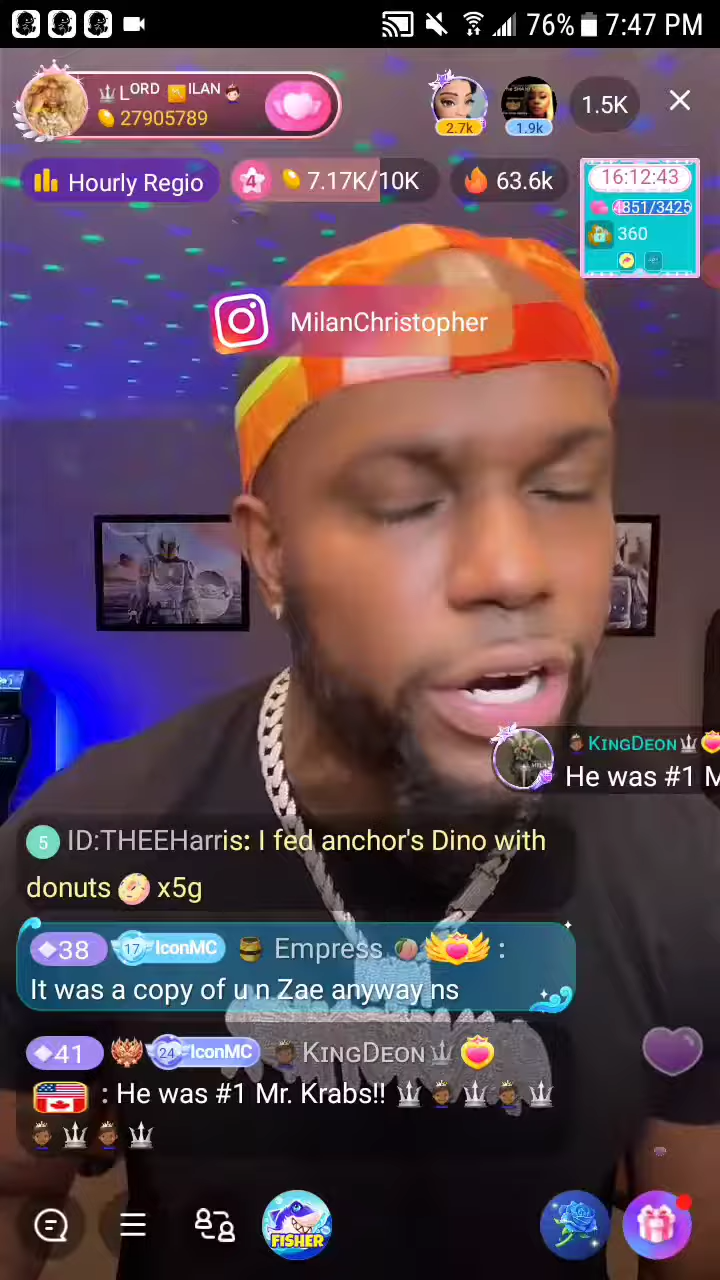 76% 7:47 PM
LORD MILAN
27905789
2.7k
1.9k
1.5K
Hourly Regio
4 7.17K/10K
63.6k
16:12:43
4851/3425
360
MilanChristopher
KINGDEON
He was #1 M
5 ID:THEEHarris: I fed anchor's Dino with
donuts 🍩 x5g
38 17 IconMC Empress 🍑 :
It was a copy of u n Zae anyway ns
41 24 IconMC KINGDEON
: He was #1 Mr. Krabs!!
FISHER